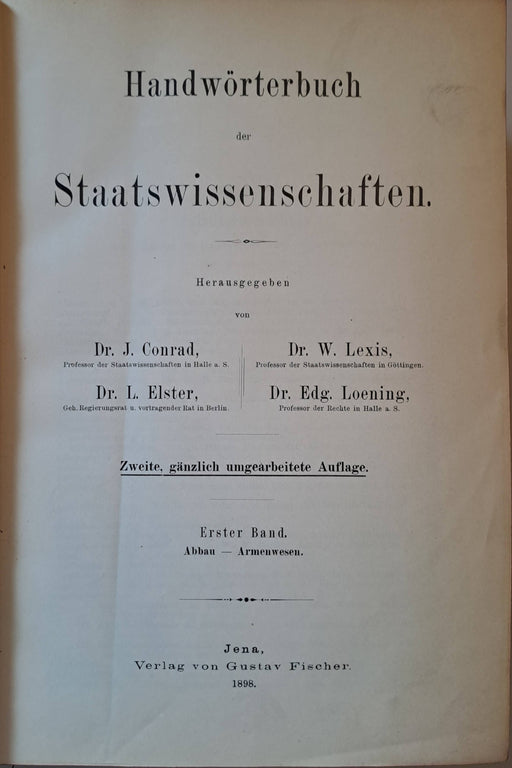 Handwörterbuch
der
Staatswissenschaften.
Herausgegeben
von
Dr. J. Conrad,
Professor der Staatswissenschaften in Halle a. S.
Dr. W. Lexis,
Professor der Staatswissenschaften in Göttingen.
Dr. L. Elster,
Geh. Regierungsrat u. vortragender Rat in Berlin.
Dr. Edg. Loening,
Professor der Rechte in Halle a. S.
Zweite, gänzlich umgearbeitete Auflage.
Erster Band.
Abbau — Armenwesen.
Jena,
Verlag von Gustav Fischer.
1898.